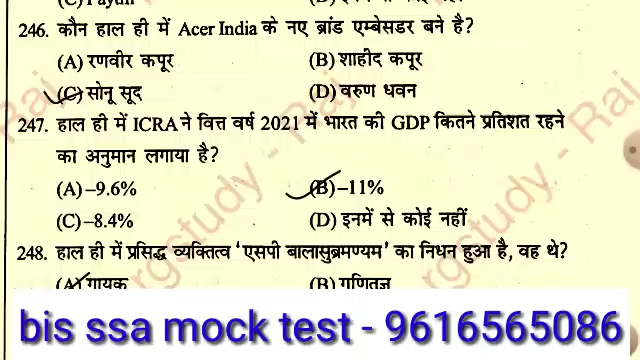 246. कौन हाल ही में Acer India के नए ब्रांड एम्बेसडर बने है?
(A) रणवीर कपूर (B) शाहीद कपूर
(C) सोनू सूद (D) वरुण धवन
247. हाल ही में ICRA ने वित्त वर्ष 2021 में भारत की GDP कितने प्रतिशत रहने
का अनुमान लगाया है?
(A) –9.6% (B) –11%
(C) –8.4% (D) इनमें से कोई नहीं
248. हाल ही में प्रसिद्ध व्यक्तित्व 'एसपी बालासुब्रमण्यम' का निधन हुआ है, वह थे?
(A) गायक (B) गणितज्ञ
bis ssa mock test - 9616565086